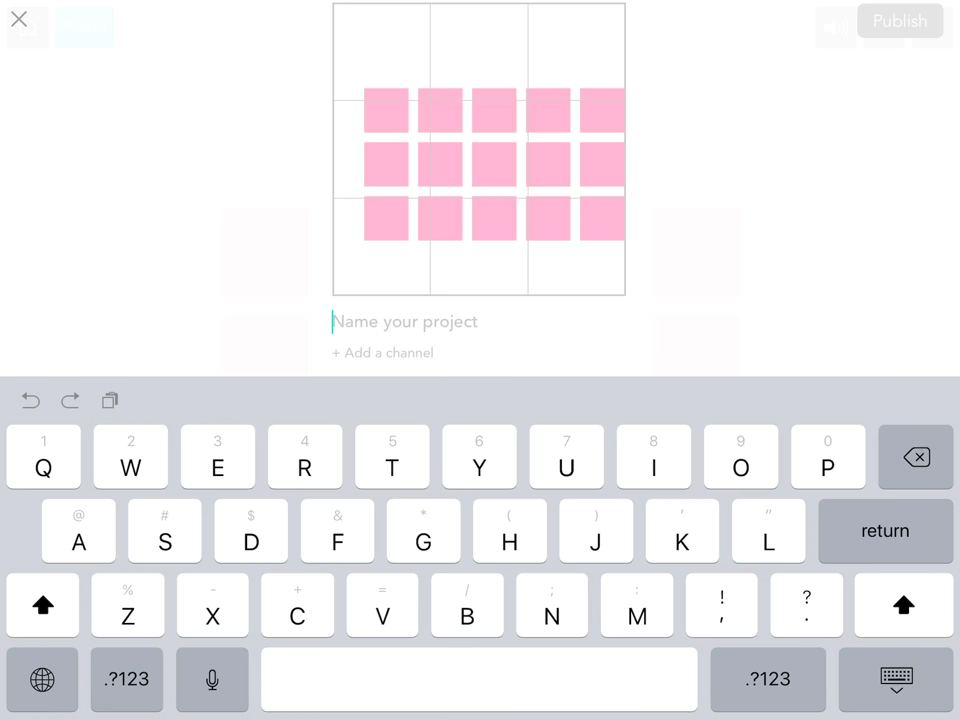 Publish
Name your project
+ Add a channel
1 2 3 4 5 6 7 8 9 0
Q W E R T Y U I O P
@ # $ & * ( ) ' "
A S D F G H J K L return
% - + = / ; : ! ?
Z X C V B N M , .
.?123 .?123